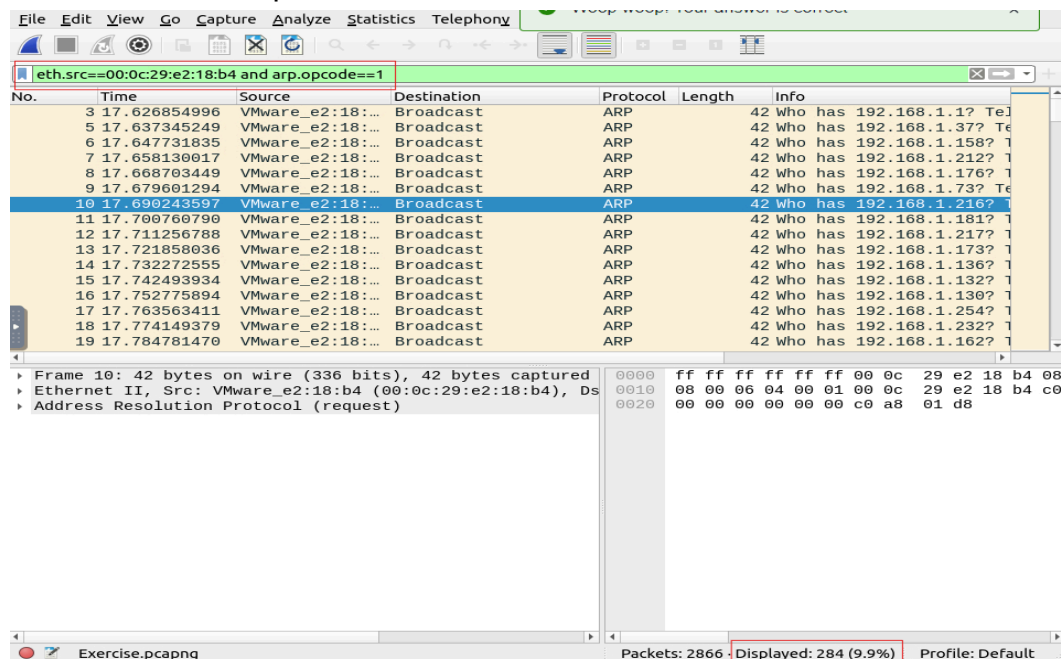 File Edit View Go Capture Analyze Statistics Telephony
Woop woop! Your answer is correct
eth.src==00:0c:29:e2:18:b4 and arp.opcode==1
No. Time Source Destination Protocol Length Info
3 17.626854996 VMware_e2:18:… Broadcast ARP 42 Who has 192.168.1.1? Tel
5 17.637345249 VMware_e2:18:… Broadcast ARP 42 Who has 192.168.1.37? Te
6 17.647731835 VMware_e2:18:… Broadcast ARP 42 Who has 192.168.1.158? T
7 17.658130017 VMware_e2:18:… Broadcast ARP 42 Who has 192.168.1.212? T
8 17.668703449 VMware_e2:18:… Broadcast ARP 42 Who has 192.168.1.176? T
9 17.679601294 VMware_e2:18:… Broadcast ARP 42 Who has 192.168.1.73? Te
10 17.690243597 VMware_e2:18:… Broadcast ARP 42 Who has 192.168.1.216? T
11 17.700760790 VMware_e2:18:… Broadcast ARP 42 Who has 192.168.1.181? T
12 17.711256788 VMware_e2:18:… Broadcast ARP 42 Who has 192.168.1.217? T
13 17.721858036 VMware_e2:18:… Broadcast ARP 42 Who has 192.168.1.173? T
14 17.732272555 VMware_e2:18:… Broadcast ARP 42 Who has 192.168.1.136? T
15 17.742493934 VMware_e2:18:… Broadcast ARP 42 Who has 192.168.1.132? T
16 17.752775894 VMware_e2:18:… Broadcast ARP 42 Who has 192.168.1.130? T
17 17.763563411 VMware_e2:18:… Broadcast ARP 42 Who has 192.168.1.254? T
18 17.774149379 VMware_e2:18:… Broadcast ARP 42 Who has 192.168.1.232? T
19 17.784781470 VMware_e2:18:… Broadcast ARP 42 Who has 192.168.1.162? T
Frame 10: 42 bytes on wire (336 bits), 42 bytes captured
Ethernet II, Src: VMware_e2:18:b4 (00:0c:29:e2:18:b4), Ds
Address Resolution Protocol (request)
0000 ff ff ff ff ff ff 00 0c 29 e2 18 b4 08
0010 08 00 06 04 00 01 00 0c 29 e2 18 b4 c0
0020 00 00 00 00 00 00 c0 a8 01 d8
Exercise.pcapng Packets: 2866 · Displayed: 284 (9.9%) Profile: Default